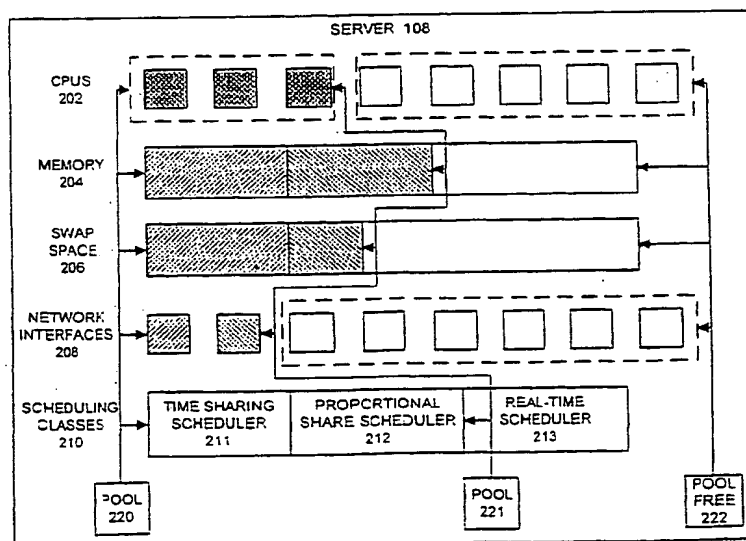 SERVER 108
CPUS
202
MEMORY
204
SWAP
SPACE
206
NETWORK
INTERFACES
208
SCHEDULING
CLASSES
210
TIME SHARING
SCHEDULER
211
PROPORTIONAL
SHARE SCHEDULER
212
REAL-TIME
SCHEDULER
213
POOL
220
POOL
221
POOL
FREE
222